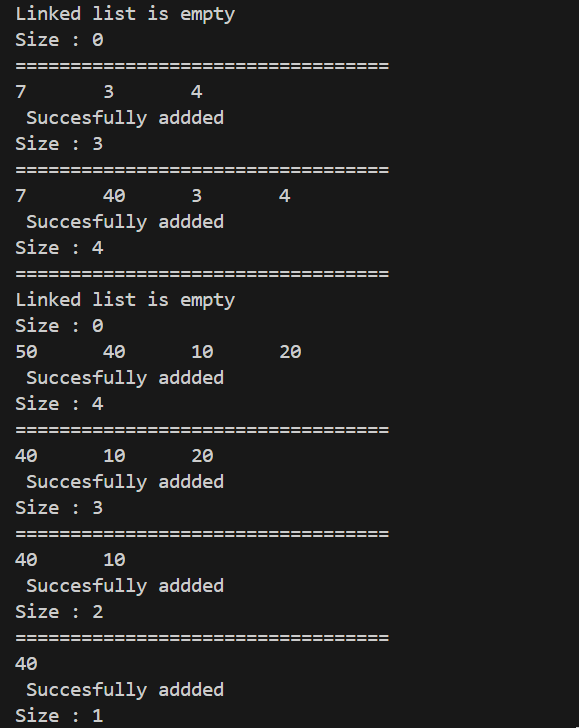 Linked list is empty
Size : 0
==================================
7       3       4
 Succesfully addded
Size : 3
==================================
7       40      3       4
 Succesfully addded
Size : 4
==================================
Linked list is empty
Size : 0
50      40      10      20
 Succesfully addded
Size : 4
==================================
40      10      20
 Succesfully addded
Size : 3
==================================
40      10
 Succesfully addded
Size : 2
==================================
40
 Succesfully addded
Size : 1